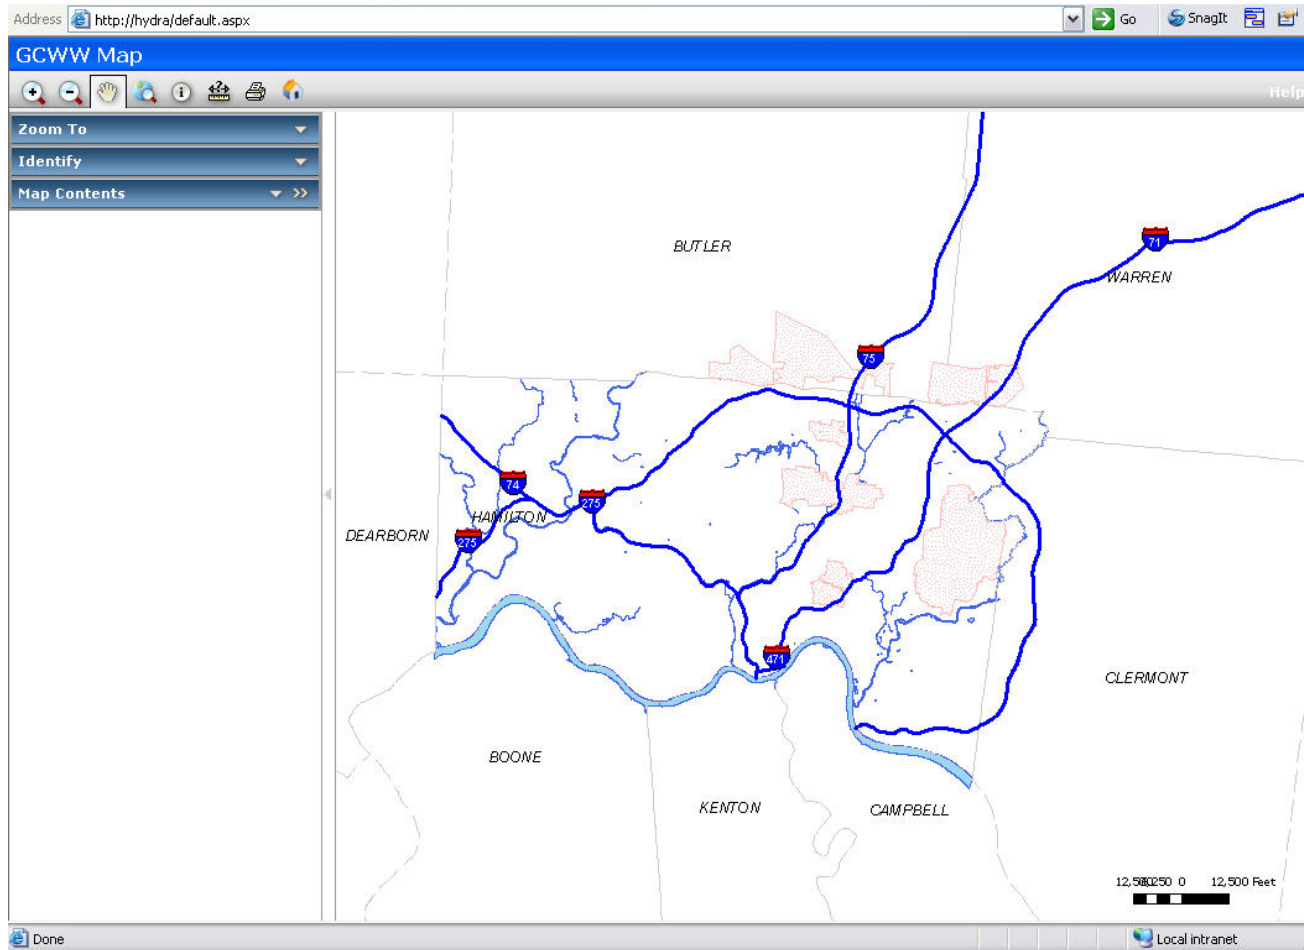 Address http://hydra/default.aspx Go SnagIt
GCWW Map
Help
Zoom To
Identify
Map Contents
BUTLER
71
WARREN
75
74
HAMILTON
275
DEARBORN
275
471
CLERMONT
BOONE
KENTON
CAMPBELL
0 12,500 Feet
Done Local intranet